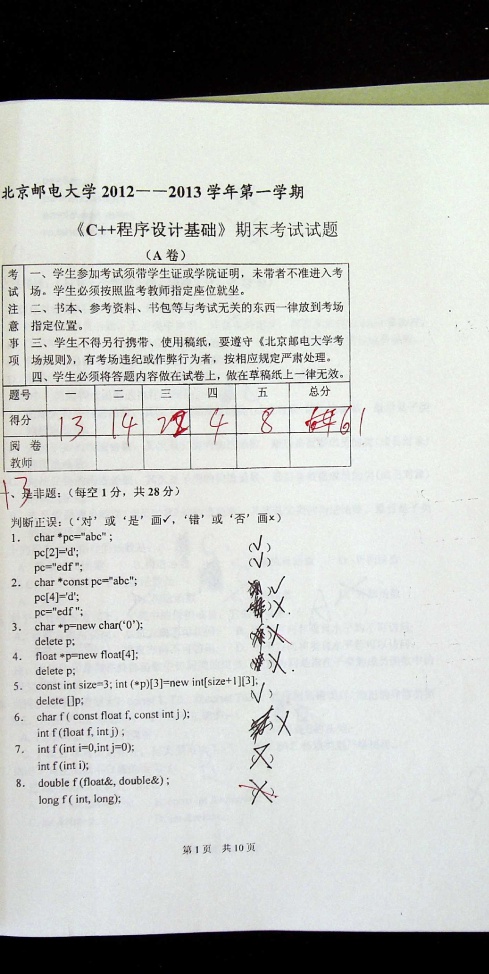 北京邮电大学 2012——2013 学年第一学期
《C++程序设计基础》期末考试试题
（A 卷）
考试注意事项
一、学生参加考试须带学生证或学院证明，未带者不准进入考
场。学生必须按照监考教师指定座位就坐。
二、书本、参考资料、书包等与考试无关的东西一律放到考场
指定位置。
三、学生不得另行携带、使用稿纸，要遵守《北京邮电大学考
场规则》，有考场违纪或作弊行为者，按相应规定严肃处理。
四、学生必须将答题内容做在试卷上，做在草稿纸上一律无效。
题号 一 二 三 四 五 总分
得分 13 14 4 8 61
阅卷
教师
13
、是非题：（每空 1 分，共 28 分）
判断正误：（‘对’或‘是’画✓，‘错’或‘否’画×）
1. char *pc="abc" ;
pc[2]='d'; (✓)
pc="edf "; (✓)
2. char *const pc="abc";
pc[4]='d'; ✓
pc="edf "; ×
3. char *p=new char(‘0’);
delete p; ×
4. float *p=new float[4];
delete p; ×
5. const int size=3; int (*p)[3]=new int[size+1][3];
delete []p; (✓)
6. char f ( const float f, const int j );
int f (float f, int j) ; ×
7. int f (int i=0,int j=0);
int f (int i); (×)
8. double f (float&, double&) ;
long f ( int, long); (×)
第 1 页 共 10 页